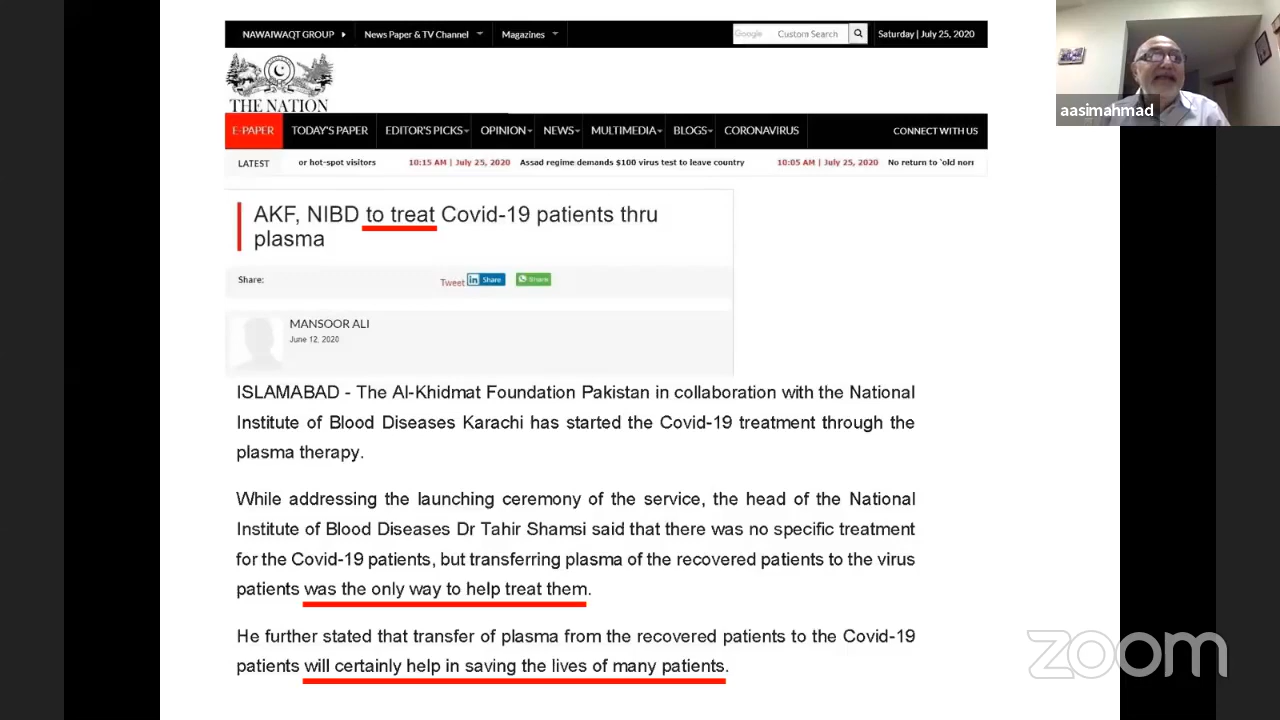 NAWAIWAQT GROUP News Paper & TV Channel Magazines Google Custom Search Saturday | July 25, 2020
THE NATION
E-PAPER TODAY'S PAPER EDITOR'S PICKS OPINION NEWS MULTIMEDIA BLOGS CORONAVIRUS CONNECT WITH US
LATEST or hot-spot visitors 10:15 AM | July 25, 2020 Assad regime demands $100 virus test to leave country 10:05 AM | July 25, 2020 No return to 'old norr
AKF, NIBD to treat Covid-19 patients thru
plasma
Share: Tweet in Share Share
MANSOOR ALI
June 12, 2020
ISLAMABAD - The Al-Khidmat Foundation Pakistan in collaboration with the National
Institute of Blood Diseases Karachi has started the Covid-19 treatment through the
plasma therapy.
While addressing the launching ceremony of the service, the head of the National
Institute of Blood Diseases Dr Tahir Shamsi said that there was no specific treatment
for the Covid-19 patients, but transferring plasma of the recovered patients to the virus
patients was the only way to help treat them.
He further stated that transfer of plasma from the recovered patients to the Covid-19
patients will certainly help in saving the lives of many patients.
aasimahmad
zoom